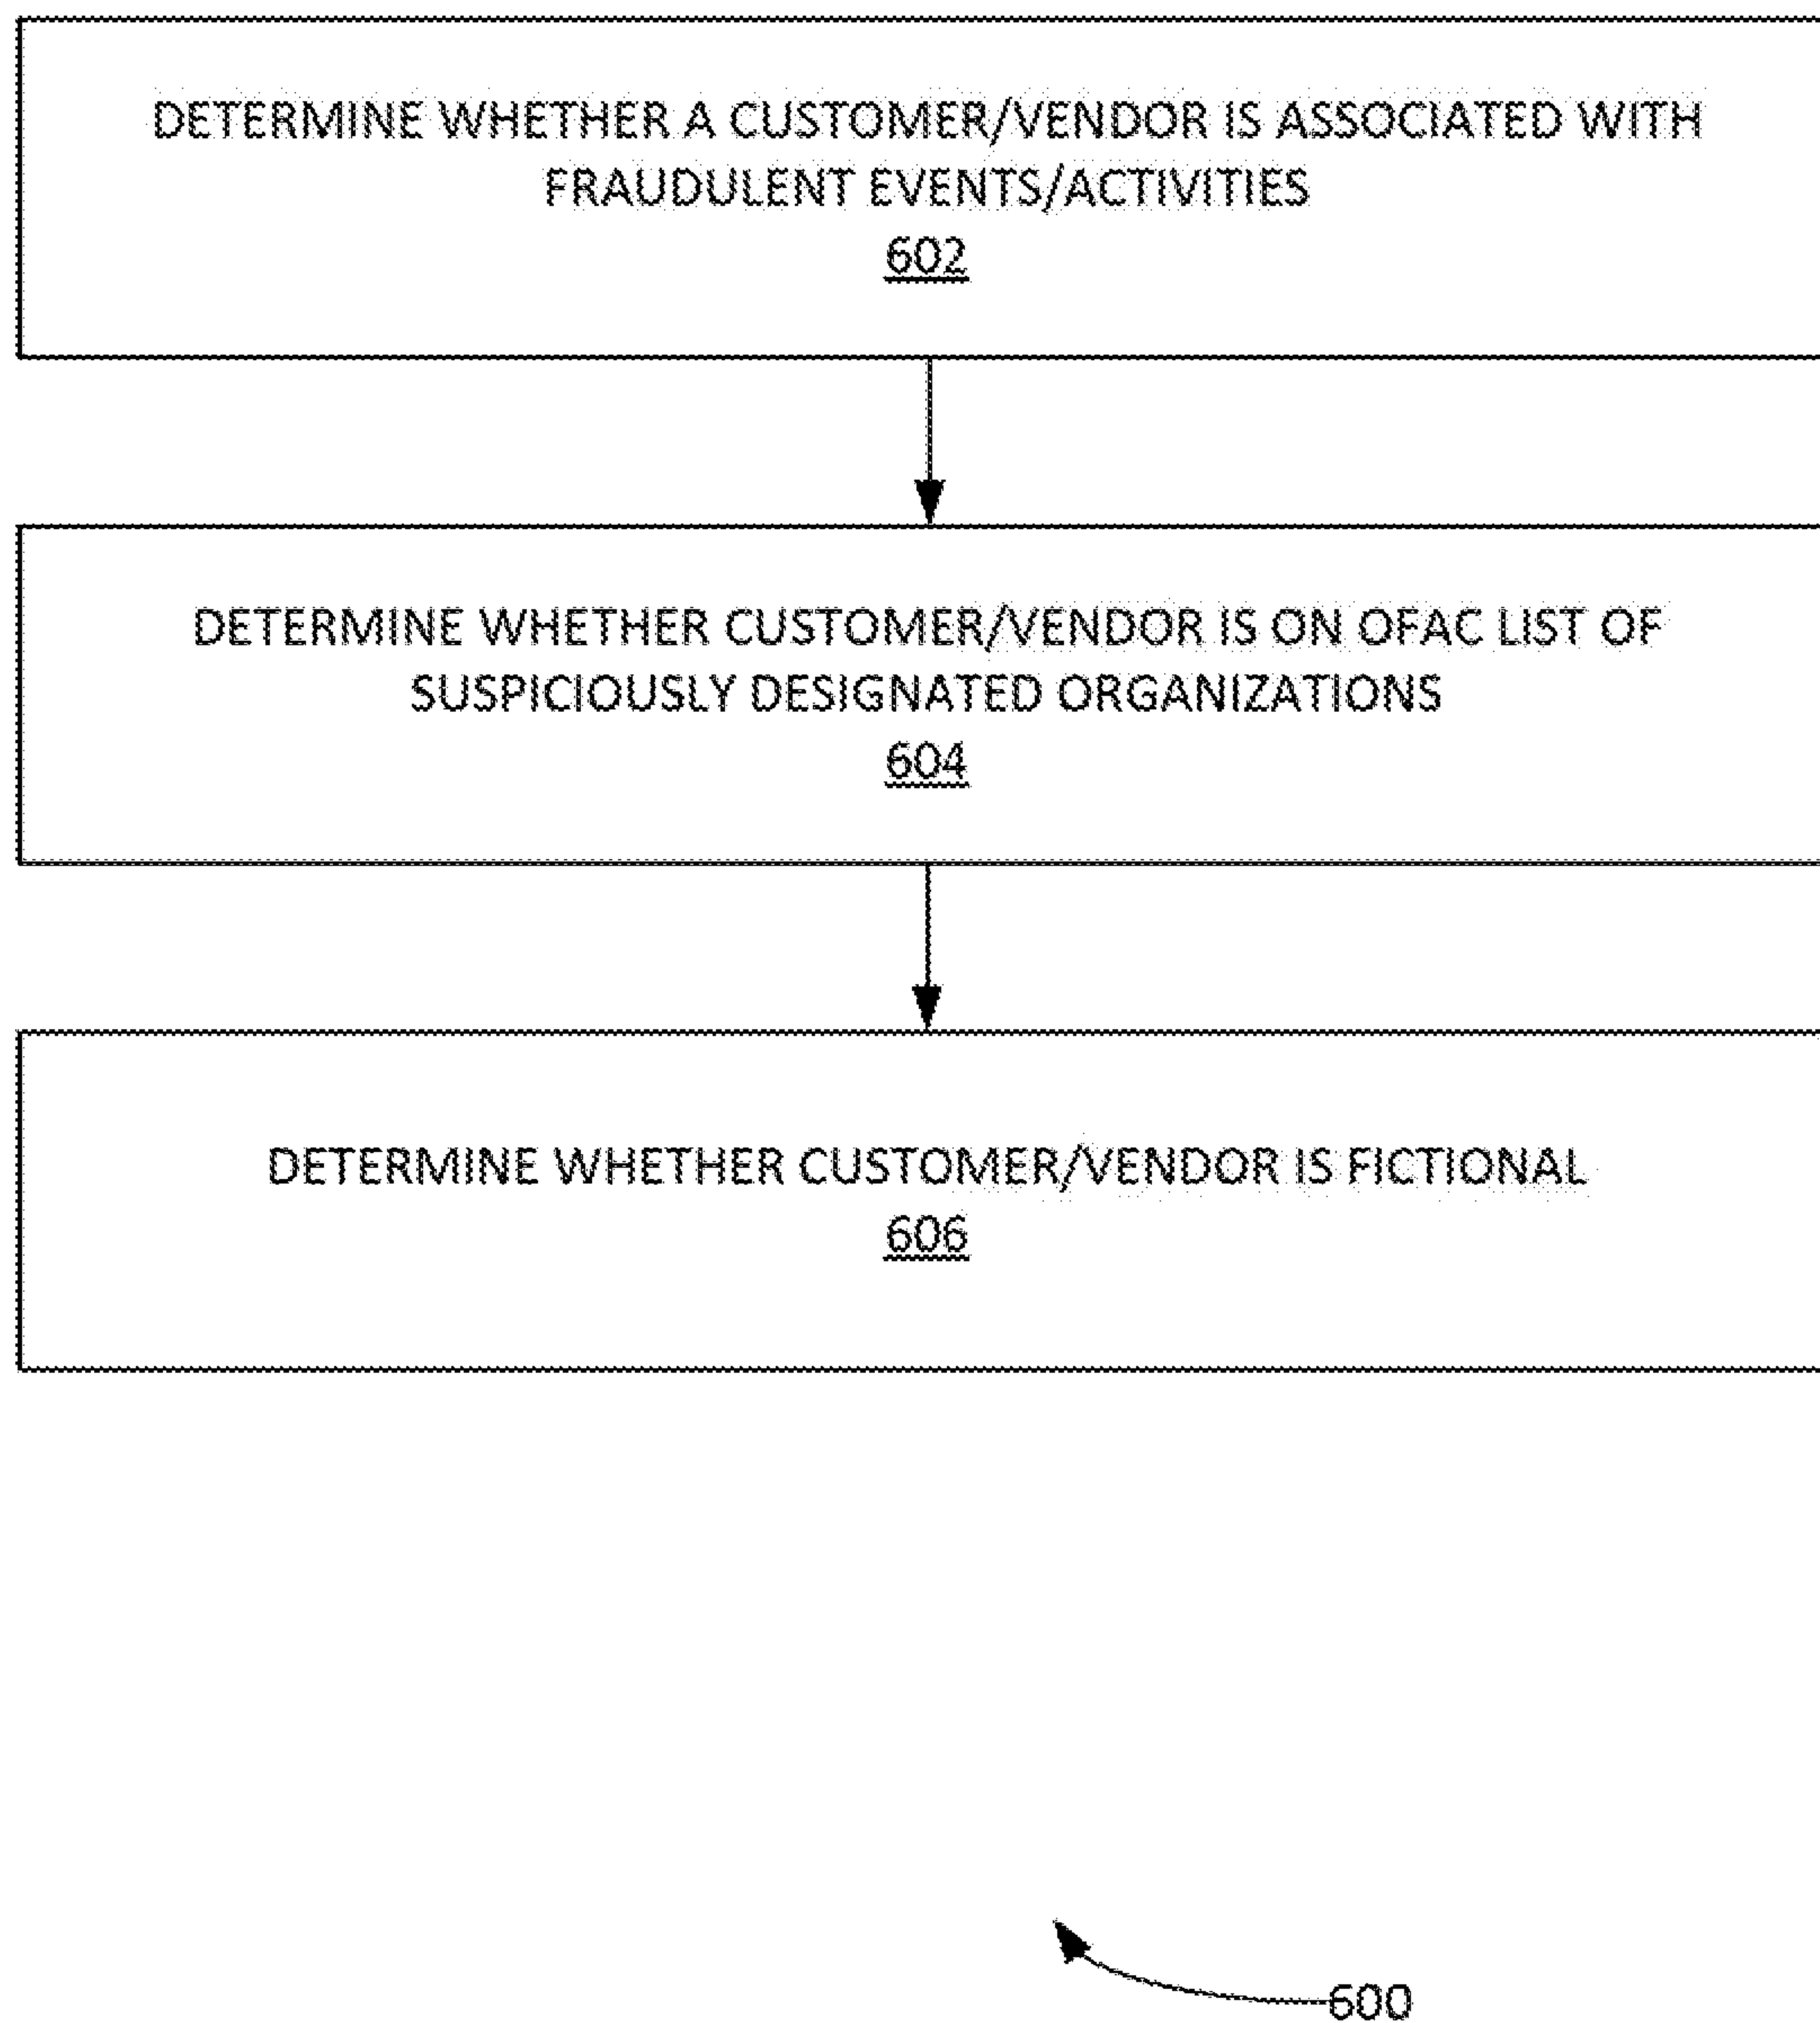 DETERMINE WHETHER A CUSTOMER/VENDOR IS ASSOCIATED WITH
FRAUDULENT EVENTS/ACTIVITIES
602
DETERMINE WHETHER CUSTOMER/VENDOR IS ON OFAC LIST OF
SUSPICIOUSLY DESIGNATED ORGANIZATIONS
604
DETERMINE WHETHER CUSTOMER/VENDOR IS FICTIONAL
606
600